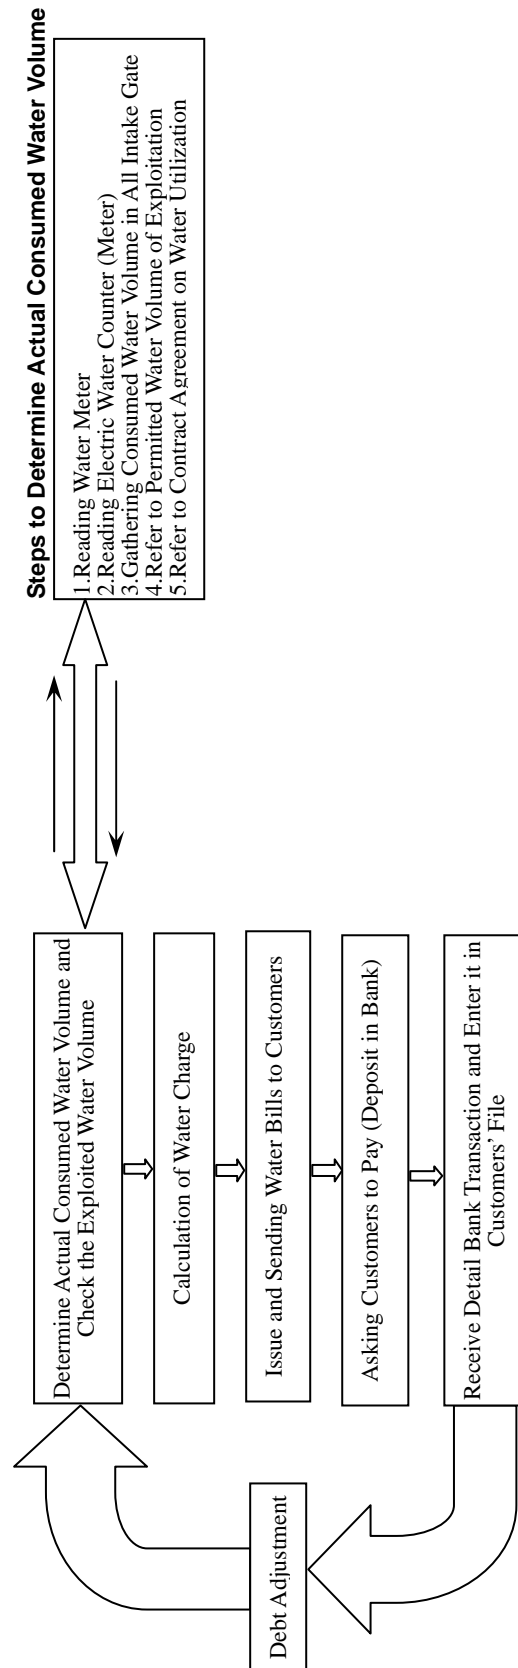 Steps to Determine Actual Consumed Water Volume
1.Reading Water Meter
2.Reading Electric Water Counter (Meter)
3.Gathering Consumed Water Volume in All Intake Gate
4.Refer to Permitted Water Volume of Exploitation
5.Refer to Contract Agreement on Water Utilization
Determine Actual Consumed Water Volume and
Check the Exploited Water Volume
Calculation of Water Charge
Issue and Sending Water Bills to Customers
Asking Customers to Pay (Deposit in Bank)
Receive Detail Bank Transaction and Enter it in
Customers' File
Debt Adjustment